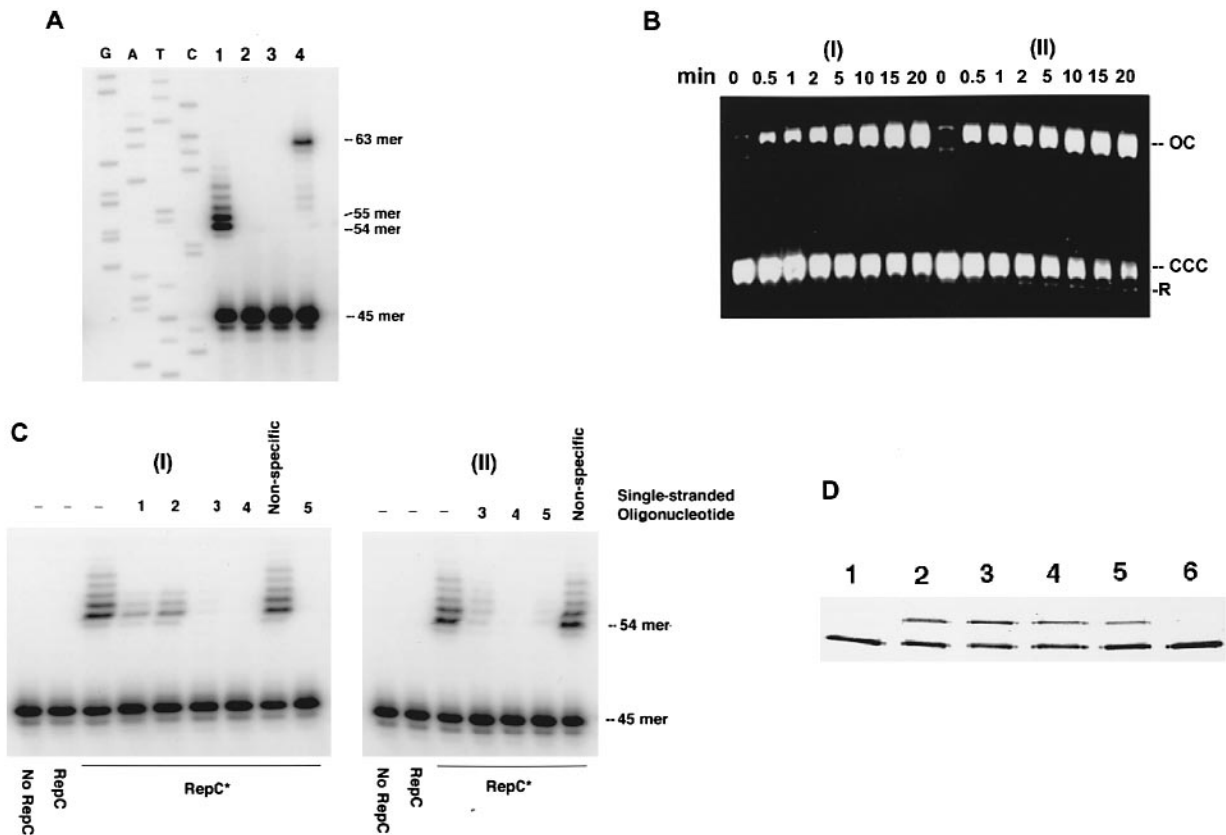 A
G A T C 1 2 3 4
-- 63 mer
-- 55 mer
-- 54 mer
-- 45 mer
B
(I) (II)
min 0 0.5 1 2 5 10 15 20 0 0.5 1 2 5 10 15 20
-- OC
-- CCC
-R
C
(I)
– – – 1 2 3 4 Non-specific 5
No RepC
RepC
RepC*
(II)
– – – 3 4 5 Non-specific
Single-stranded
Oligonucleotide
-- 54 mer
-- 45 mer
No RepC
RepC
RepC*
D
1 2 3 4 5 6